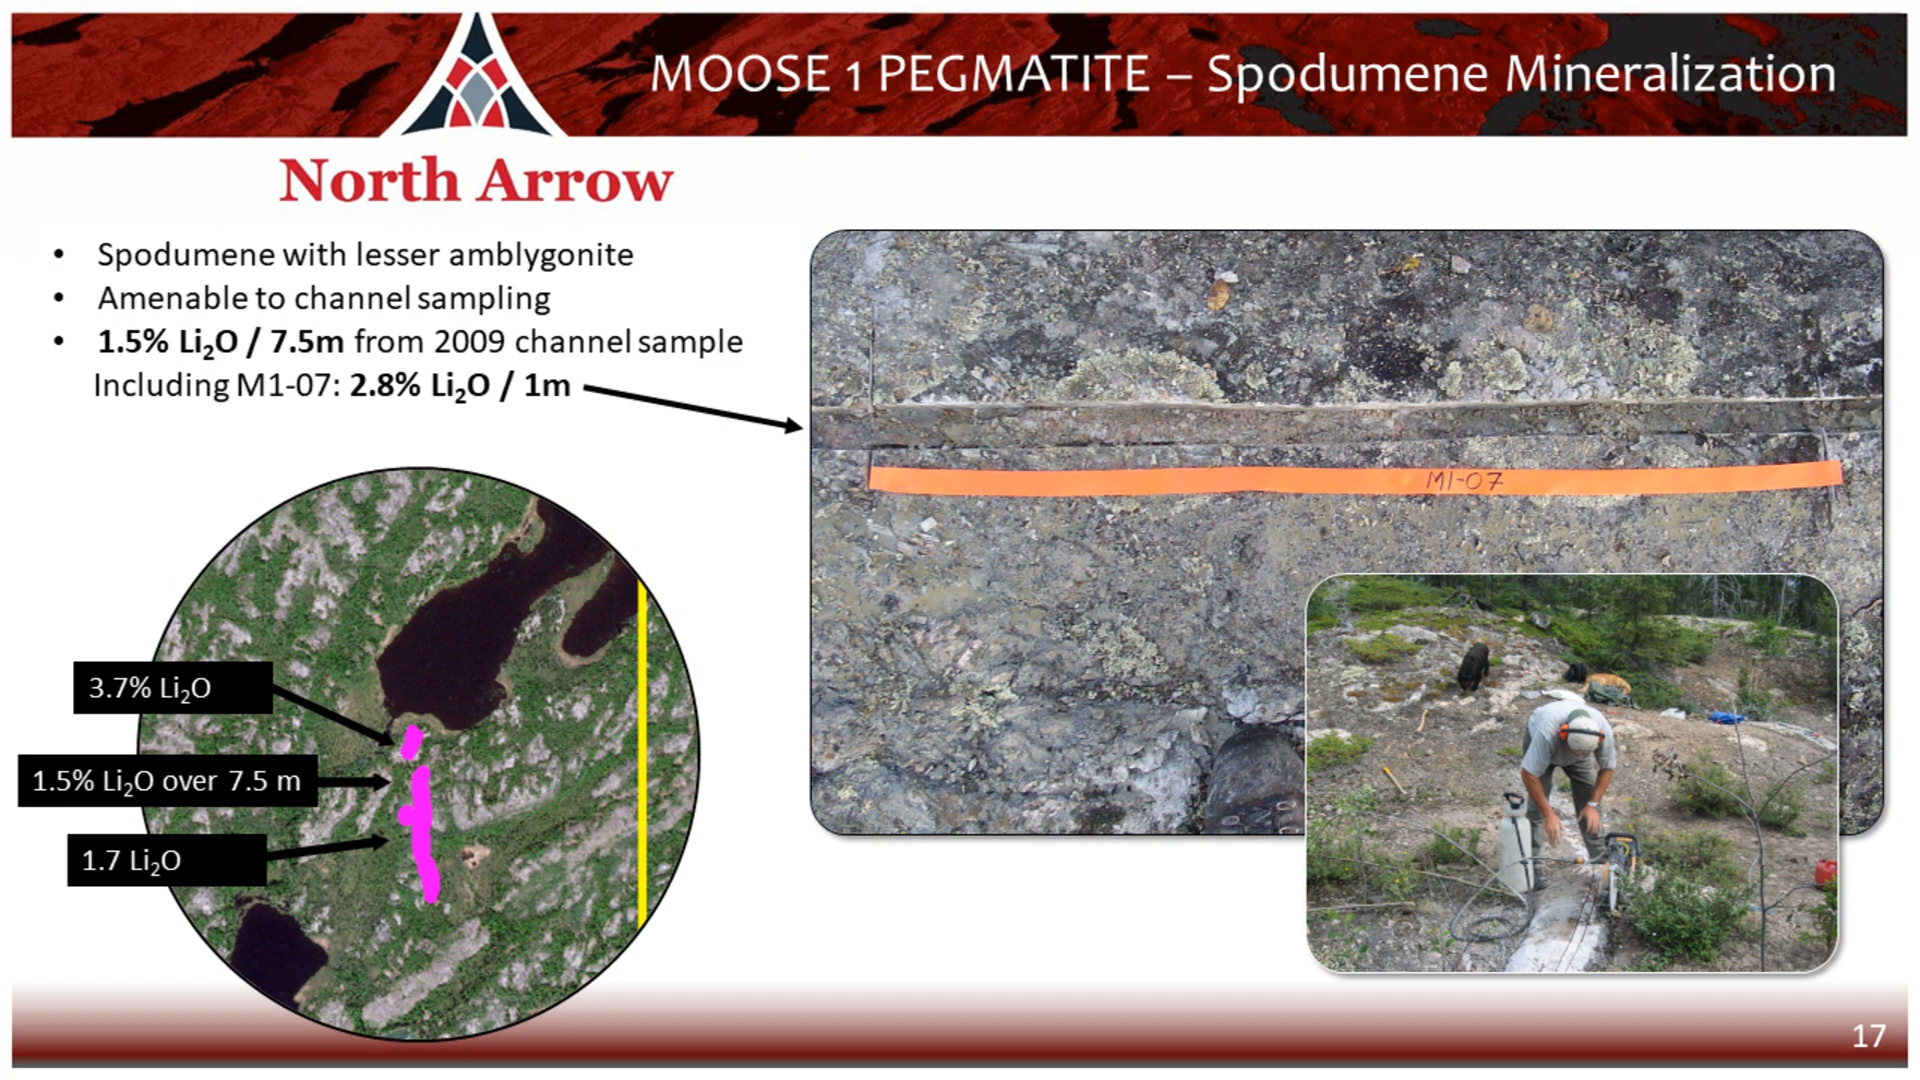 MOOSE 1 PEGMATITE – Spodumene Mineralization
North Arrow
• Spodumene with lesser amblygonite
• Amenable to channel sampling
• 1.5% Li₂O / 7.5m from 2009 channel sample
Including M1-07: 2.8% Li₂O / 1m
M1-07
3.7% Li₂O
1.5% Li₂O over 7.5 m
1.7 Li₂O
17